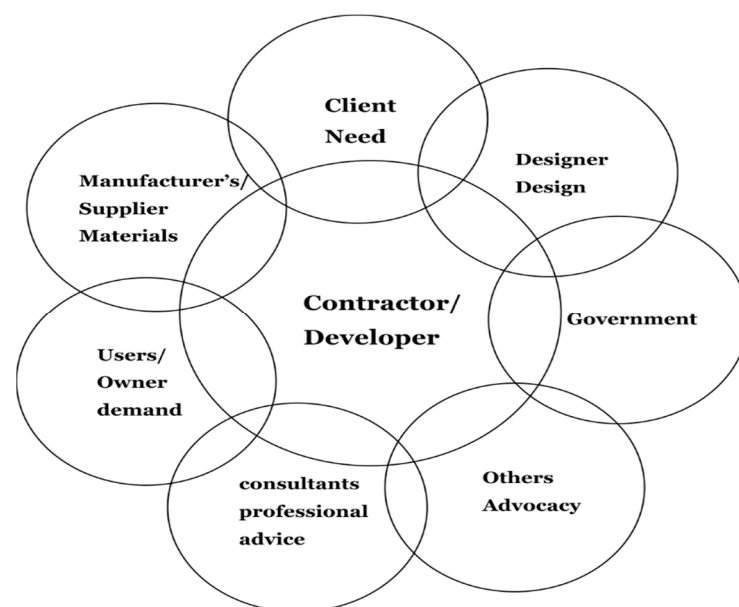 Client
Need
Designer
Design
Manufacturer's/
Supplier
Materials
Contractor/
Developer
Government
Users/
Owner
demand
consultants
professional
advice
Others
Advocacy